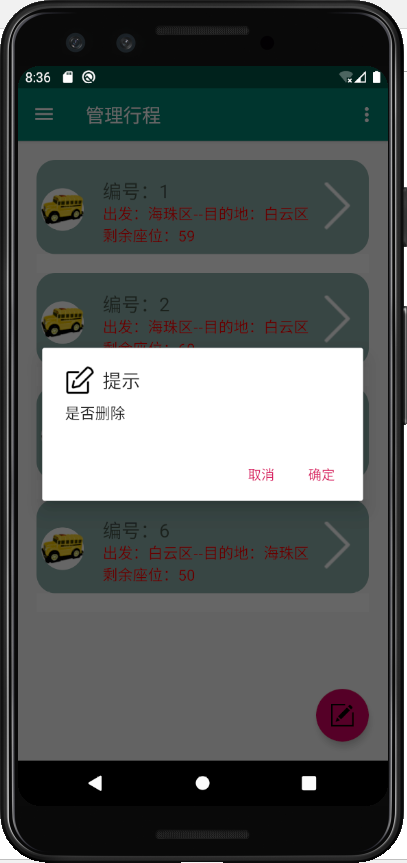 8:36
管理行程
编号：1
出发：海珠区--目的地：白云区
剩余座位：59
编号：2
出发：海珠区--目的地：白云区
提示
是否删除
取消
确定
编号：6
出发：白云区--目的地：海珠区
剩余座位：50